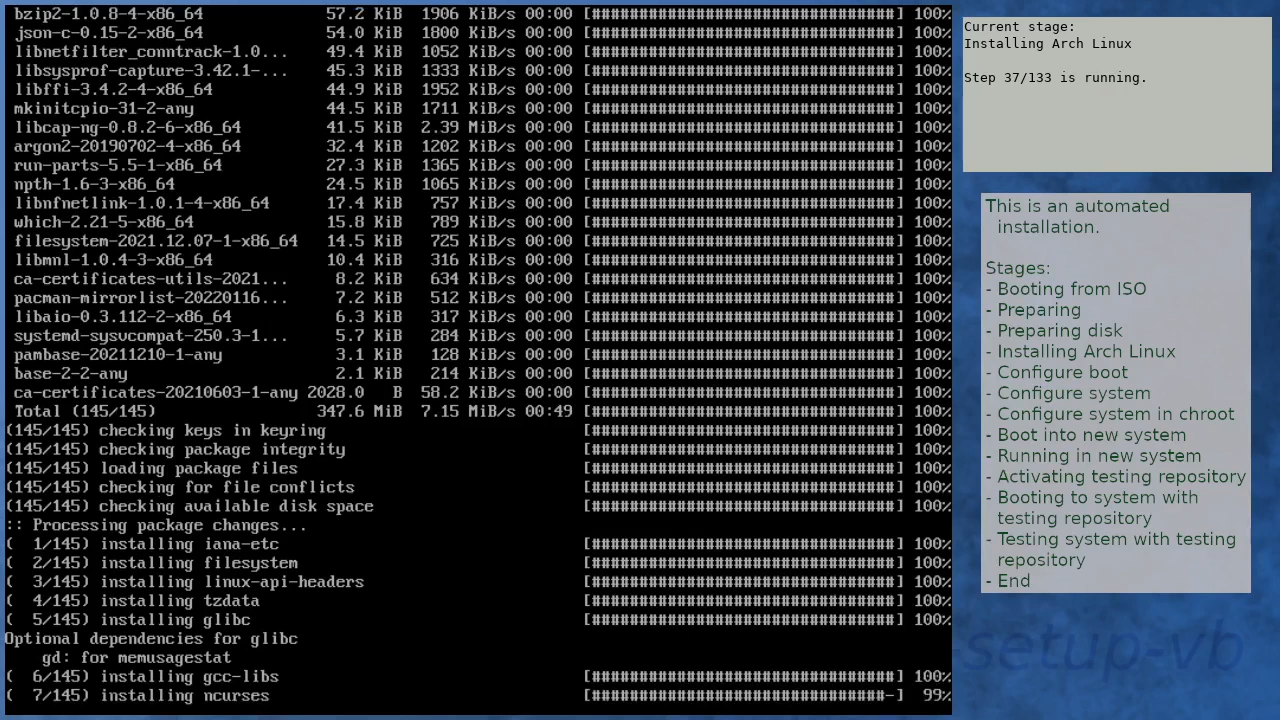 bzip2-1.0.8-4-x86_64 57.2 KiB 1906 KiB/s 00:00 [################################] 100%
json-c-0.15-2-x86_64 54.0 KiB 1800 KiB/s 00:00 [################################] 100%
libnetfilter_conntrack-1.0... 49.4 KiB 1052 KiB/s 00:00 [################################] 100%
libsysprof-capture-3.42.1-... 45.3 KiB 1333 KiB/s 00:00 [################################] 100%
libffi-3.4.2-4-x86_64 44.9 KiB 1952 KiB/s 00:00 [################################] 100%
mkinitcpio-31-2-any 44.5 KiB 1711 KiB/s 00:00 [################################] 100%
libcap-ng-0.8.2-6-x86_64 41.5 KiB 2.39 MiB/s 00:00 [################################] 100%
argon2-20190702-4-x86_64 32.4 KiB 1202 KiB/s 00:00 [################################] 100%
run-parts-5.5-1-x86_64 27.3 KiB 1365 KiB/s 00:00 [################################] 100%
npth-1.6-3-x86_64 24.5 KiB 1065 KiB/s 00:00 [################################] 100%
libnfnetlink-1.0.1-4-x86_64 17.4 KiB 757 KiB/s 00:00 [################################] 100%
which-2.21-5-x86_64 15.8 KiB 789 KiB/s 00:00 [################################] 100%
filesystem-2021.12.07-1-x86_64 14.5 KiB 725 KiB/s 00:00 [################################] 100%
libmnl-1.0.4-3-x86_64 10.4 KiB 316 KiB/s 00:00 [################################] 100%
ca-certificates-utils-2021... 8.2 KiB 634 KiB/s 00:00 [################################] 100%
pacman-mirrorlist-20220116... 7.2 KiB 512 KiB/s 00:00 [################################] 100%
libaio-0.3.112-2-x86_64 6.3 KiB 317 KiB/s 00:00 [################################] 100%
systemd-sysvcompat-250.3-1... 5.7 KiB 284 KiB/s 00:00 [################################] 100%
pambase-20211210-1-any 3.1 KiB 128 KiB/s 00:00 [################################] 100%
base-2-2-any 2.1 KiB 214 KiB/s 00:00 [################################] 100%
ca-certificates-20210603-1-any 2028.0 B 58.2 KiB/s 00:00 [################################] 100%
Total (145/145) 347.6 MiB 7.15 MiB/s 00:49 [################################] 100%
(145/145) checking keys in keyring [################################] 100%
(145/145) checking package integrity [################################] 100%
(145/145) loading package files [################################] 100%
(145/145) checking for file conflicts [################################] 100%
(145/145) checking available disk space [################################] 100%
:: Processing package changes...
( 1/145) installing iana-etc [################################] 100%
( 2/145) installing filesystem [################################] 100%
( 3/145) installing linux-api-headers [################################] 100%
( 4/145) installing tzdata [################################] 100%
( 5/145) installing glibc [################################] 100%
Optional dependencies for glibc
gd: for memusagestat
( 6/145) installing gcc-libs [################################] 100%
( 7/145) installing ncurses [###############################-] 99%
Current stage:
Installing Arch Linux
Step 37/133 is running.
This is an automated
installation.
Stages:
- Booting from ISO
- Preparing
- Preparing disk
- Installing Arch Linux
- Configure boot
- Configure system
- Configure system in chroot
- Boot into new system
- Running in new system
- Activating testing repository
- Booting to system with
testing repository
- Testing system with testing
repository
- End
-setup-vb